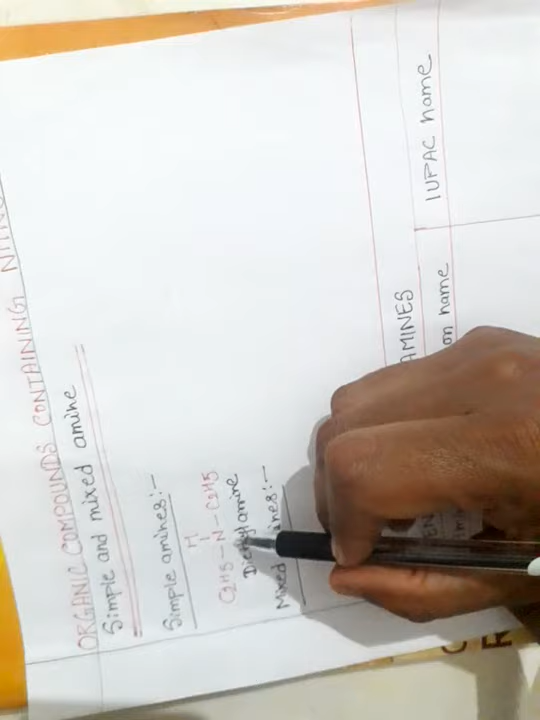 ORGANIC COMPOUNDS CONTAINING
Simple and mixed amine
Simple amines:-
H
C2H5-N-C2H5
Diethylamine
Mixed amines:-
AMINES
on name IUPAC name